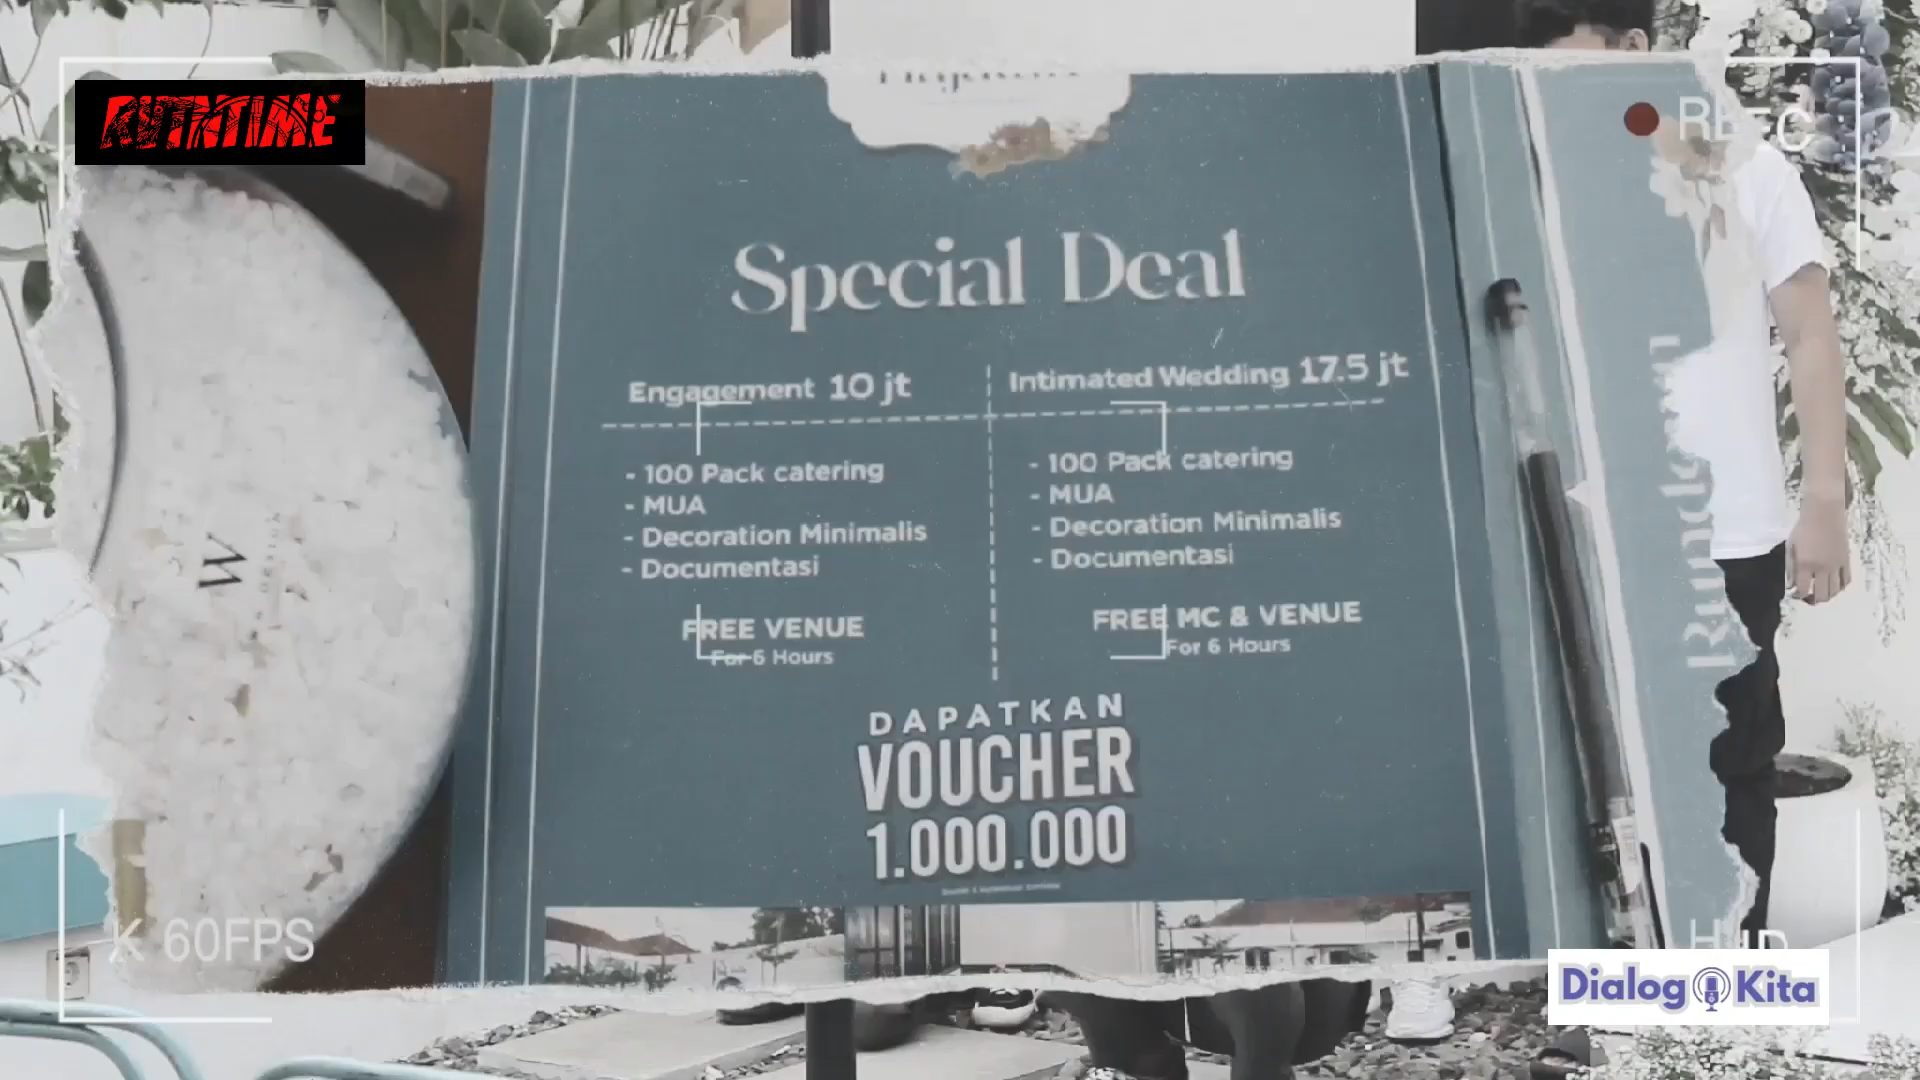 RUTNTIME
REC
Special Deal
Engagement 10 jt
- 100 Pack catering
- MUA
- Decoration Minimalis
- Documentasi
FREE VENUE
For 6 Hours
Intimated Wedding 17.5 jt
- 100 Pack catering
- MUA
- Decoration Minimalis
- Documentasi
FREE MC & VENUE
For 6 Hours
DAPATKAN
VOUCHER
1.000.000
W
Rundown
K 60FPS
Dialog Kita